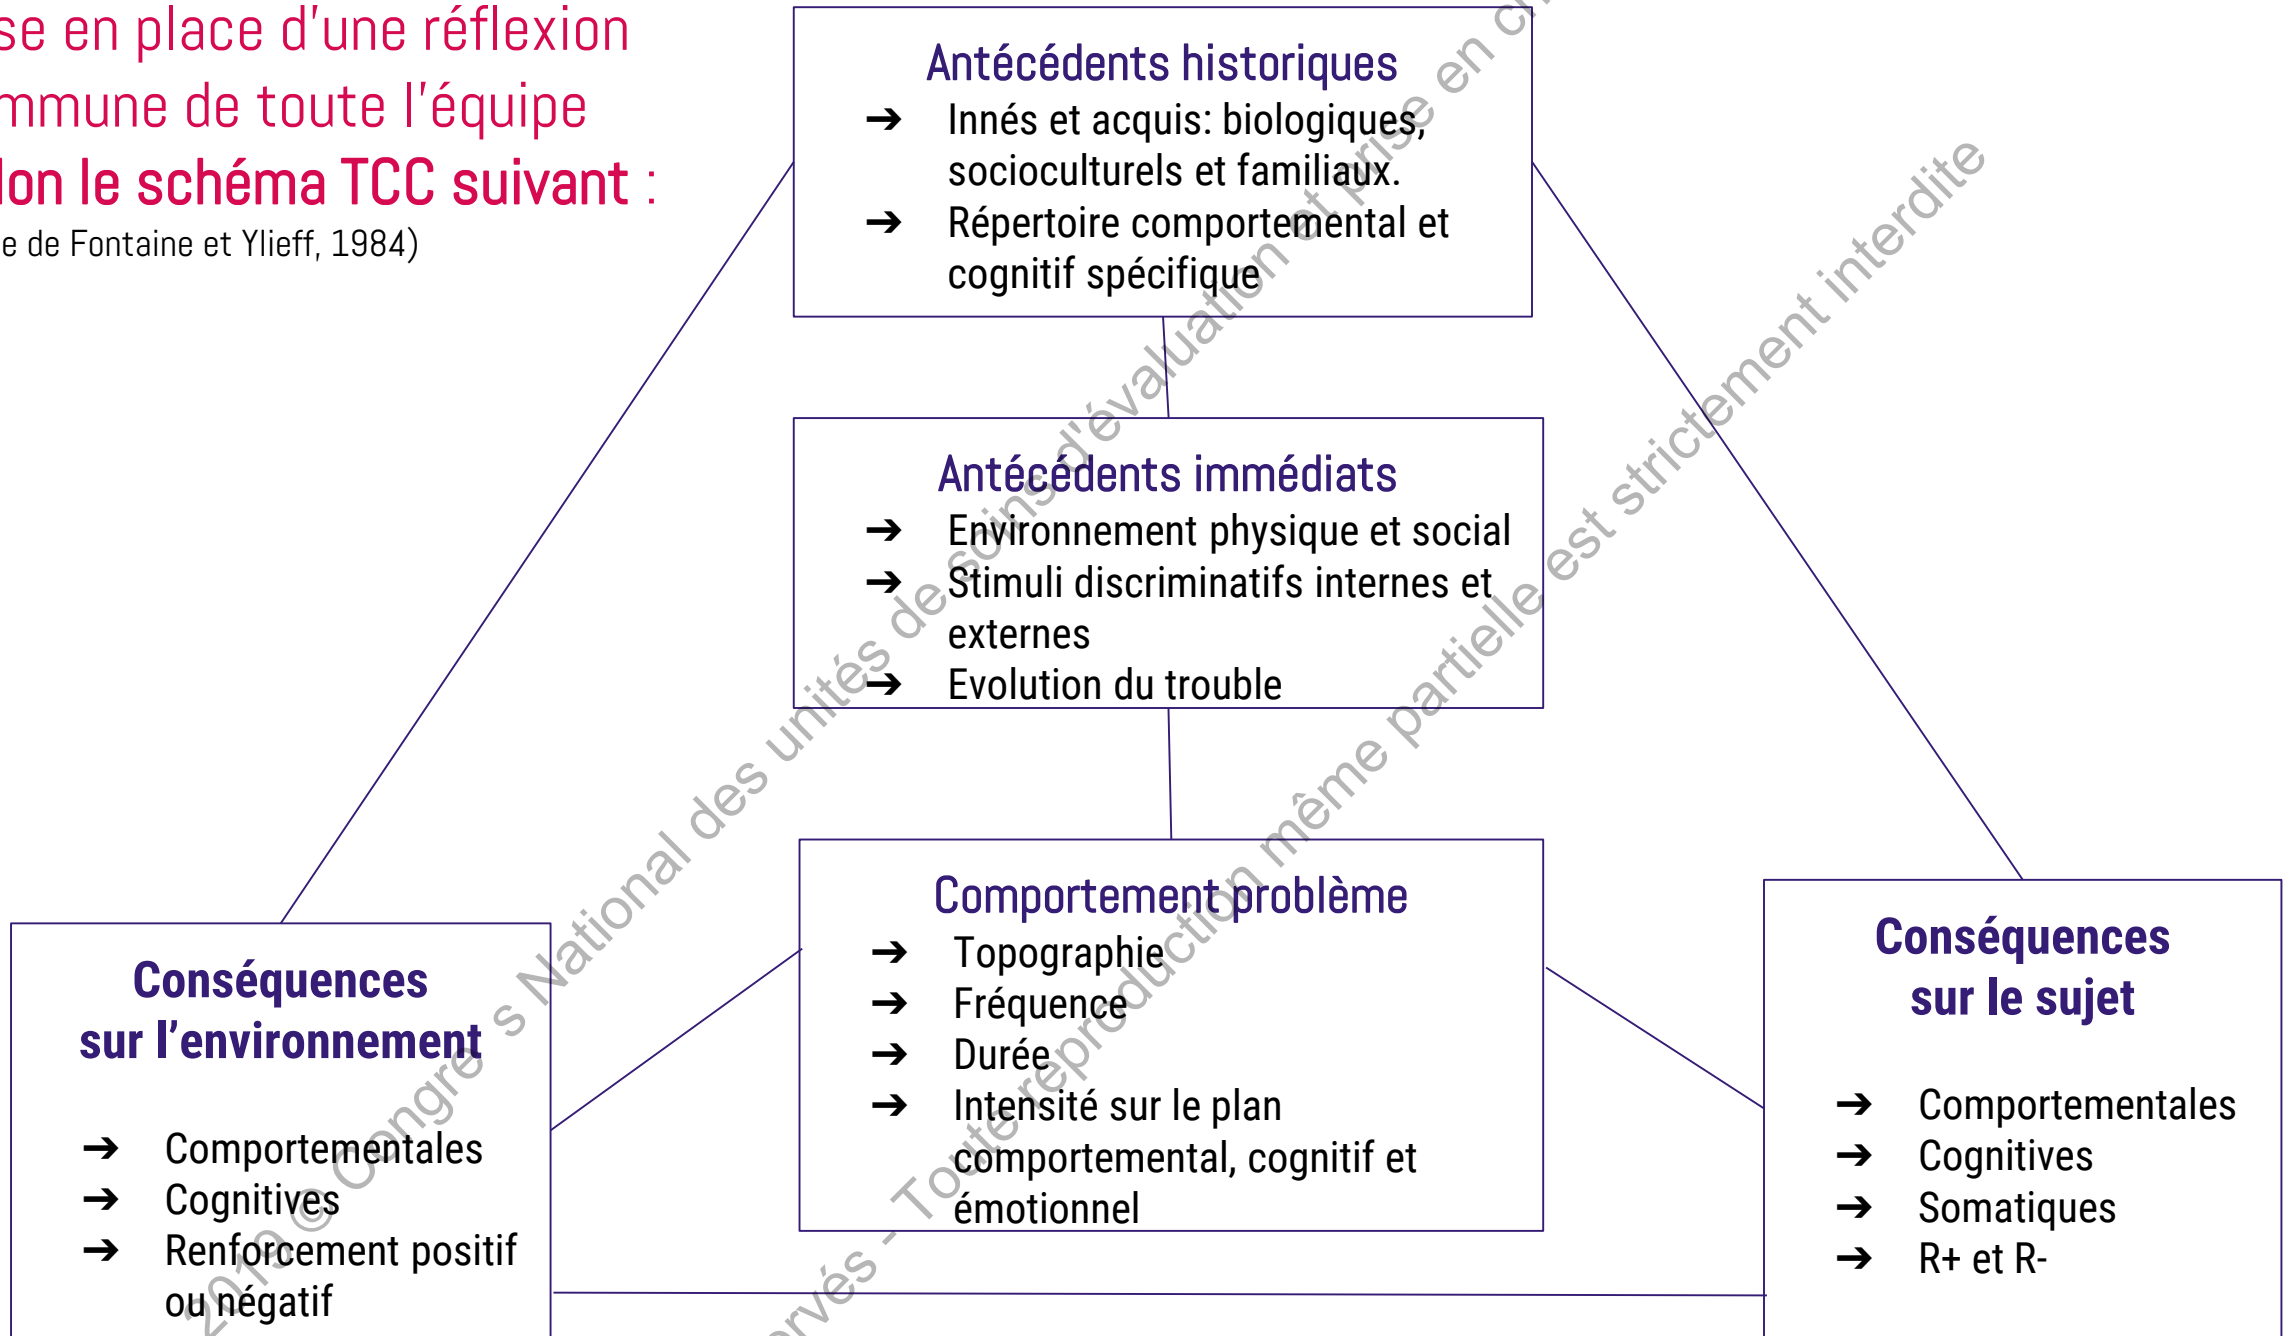 se en place d'une réflexion
mmune de toute l'équipe
lon le schéma TCC suivant :
e de Fontaine et Ylieff, 1984)
Antécédents historiques
➔ Innés et acquis: biologiques,
socioculturels et familiaux.
➔ Répertoire comportemental et
cognitif spécifique
Antécédents immédiats
➔ Environnement physique et social
➔ Stimuli discriminatifs internes et
externes
➔ Evolution du trouble
Comportement problème
➔ Topographie
➔ Fréquence
➔ Durée
➔ Intensité sur le plan
comportemental, cognitif et
émotionnel
Conséquences
sur l'environnement
➔ Comportementales
➔ Cognitives
➔ Renforcement positif
ou négatif
Conséquences
sur le sujet
➔ Comportementales
➔ Cognitives
➔ Somatiques
➔ R+ et R-
2019 © Congre s National des unités de soins d'évaluation et prise en ch
rvés - Toute reproduction même partielle est strictement interdite